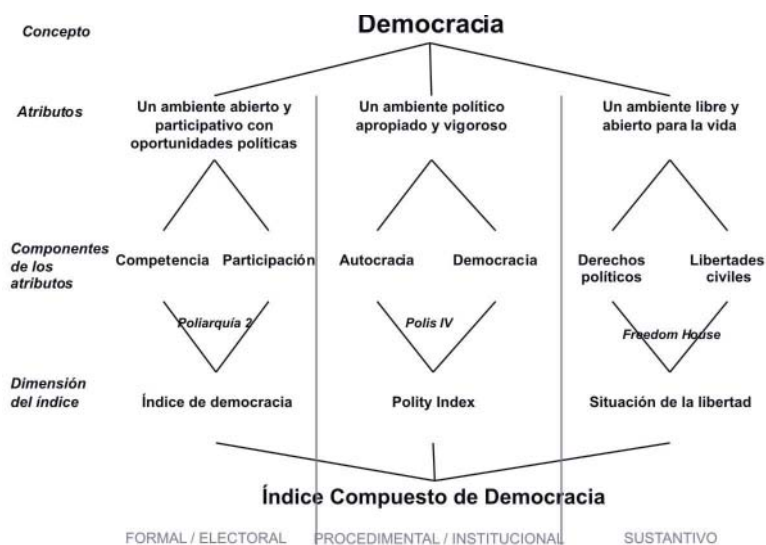 Concepto
Democracia
Atributos
Un ambiente abierto y
participativo con
oportunidades políticas
Un ambiente político
apropiado y vigoroso
Un ambiente libre y
abierto para la vida
Componentes
de los
atributos
Competencia
Participación
Autocracia
Democracia
Derechos
políticos
Libertades
civiles
Poliarquía 2
Polis IV
Freedom House
Dimensión
del índice
Índice de democracia
Polity Index
Situación de la libertad
Índice Compuesto de Democracia
FORMAL / ELECTORAL
PROCEDIMENTAL / INSTITUCIONAL
SUSTANTIVO